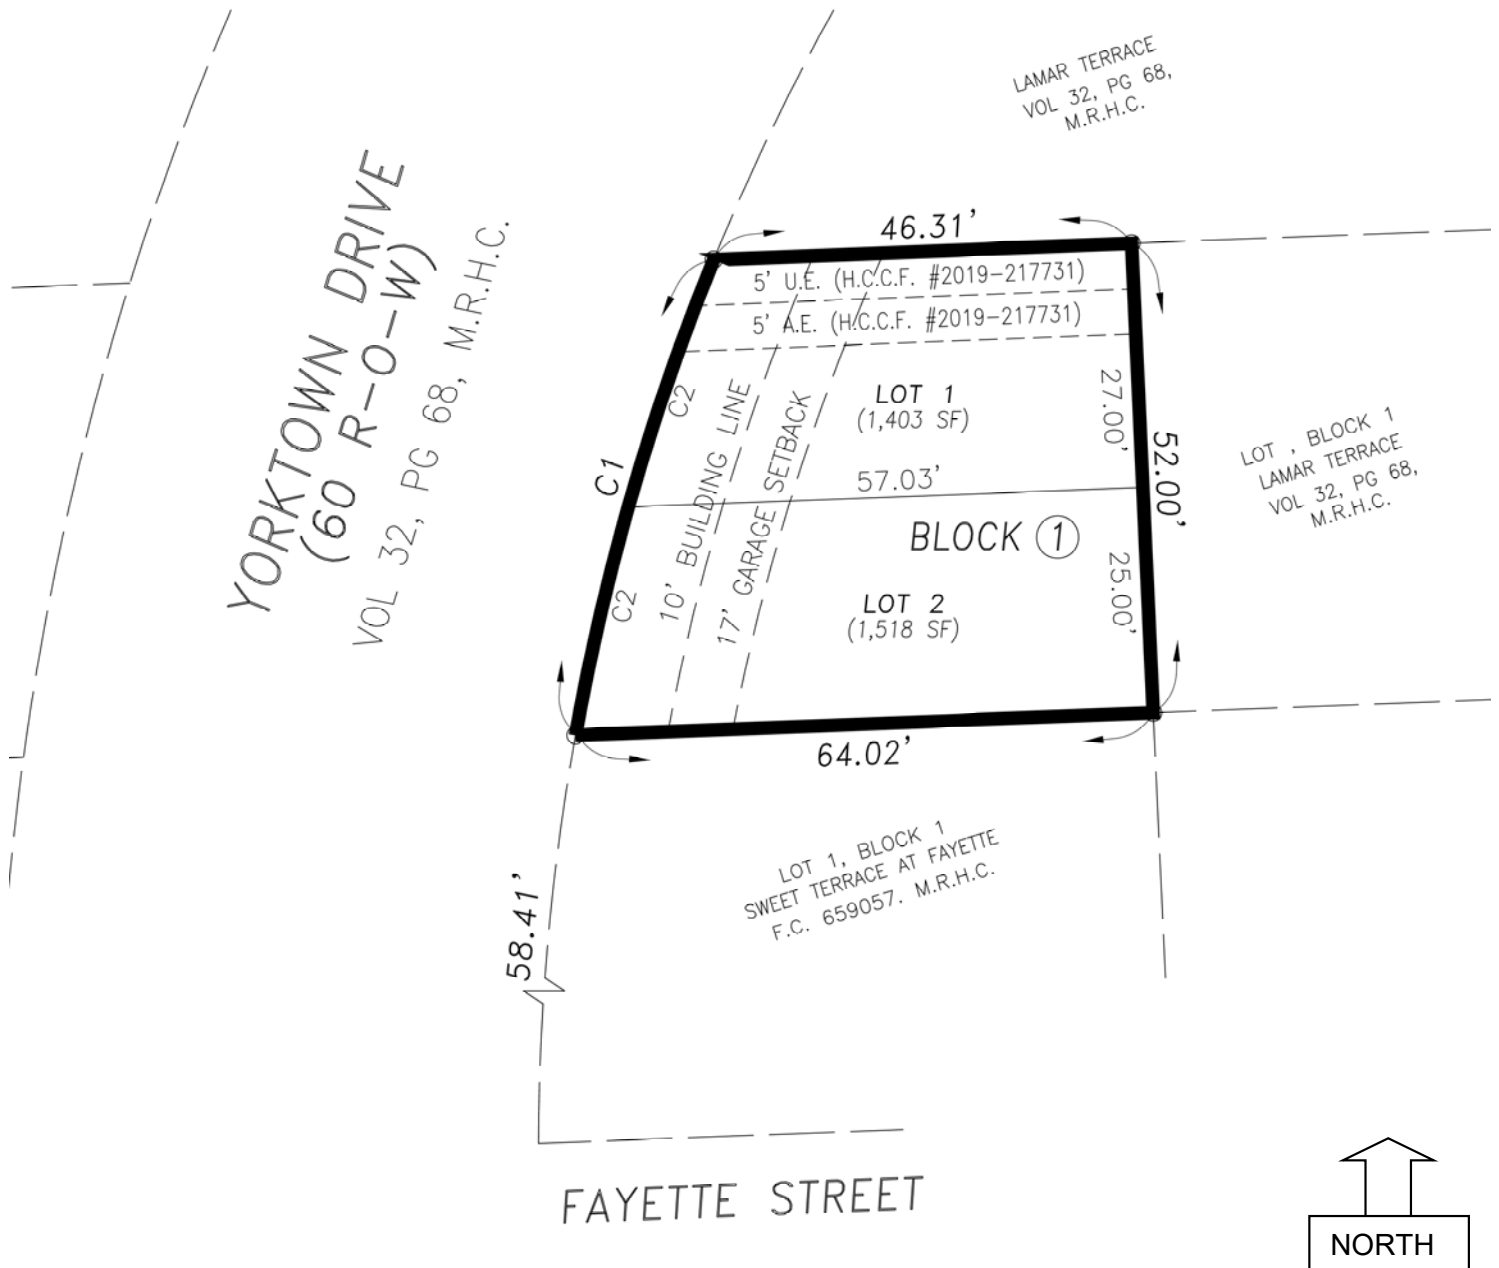 LAMAR TERRACE
VOL 32, PG 68,
M.R.H.C.
YORKTOWN DRIVE
(60 R-O-W)
VOL 32, PG 68, M.R.H.C.
46.31'
5' U.E. (H.C.C.F. #2019-217731)
5' A.E. (H.C.C.F. #2019-217731)
C2
LOT 1
(1,403 SF)
27.00'
C1
10' BUILDING LINE
17' GARAGE SETBACK
57.03'
52.00'
LOT , BLOCK 1
LAMAR TERRACE
VOL 32, PG 68,
M.R.H.C.
BLOCK 1
C2
LOT 2
(1,518 SF)
25.00'
64.02'
LOT 1, BLOCK 1
SWEET TERRACE AT FAYETTE
F.C. 659057. M.R.H.C.
58.41'
FAYETTE STREET
NORTH